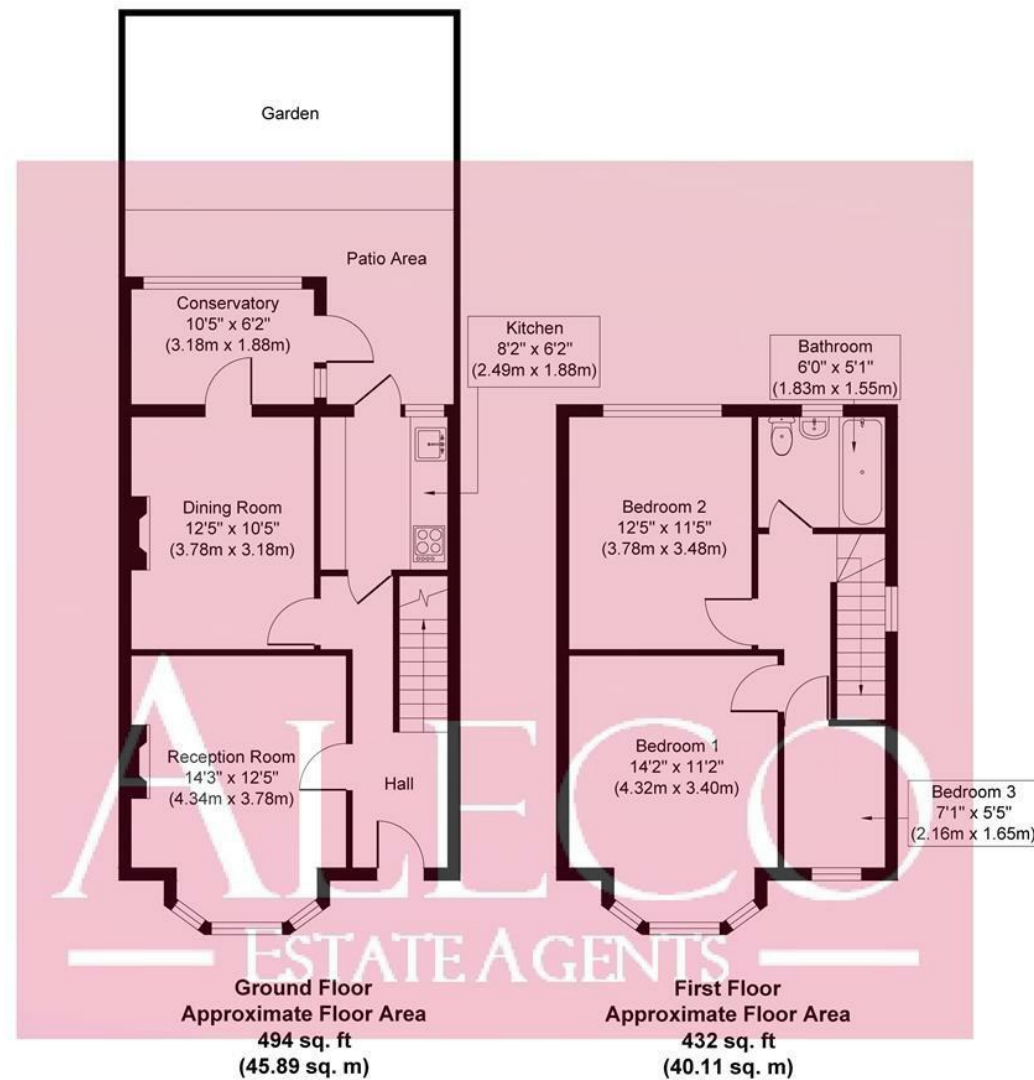 Garden
Patio Area
Conservatory
10'5" x 6'2"
(3.18m x 1.88m)
Kitchen
8'2" x 6'2"
(2.49m x 1.88m)
Dining Room
12'5" x 10'5"
(3.78m x 3.18m)
Reception Room
14'3" x 12'5"
(4.34m x 3.78m)
Hall
Bathroom
6'0" x 5'1"
(1.83m x 1.55m)
Bedroom 2
12'5" x 11'5"
(3.78m x 3.48m)
Bedroom 1
14'2" x 11'2"
(4.32m x 3.40m)
Bedroom 3
7'1" x 5'5"
(2.16m x 1.65m)
ALECO
ESTATE AGENTS
Ground Floor
Approximate Floor Area
494 sq. ft
(45.89 sq. m)
First Floor
Approximate Floor Area
432 sq. ft
(40.11 sq. m)